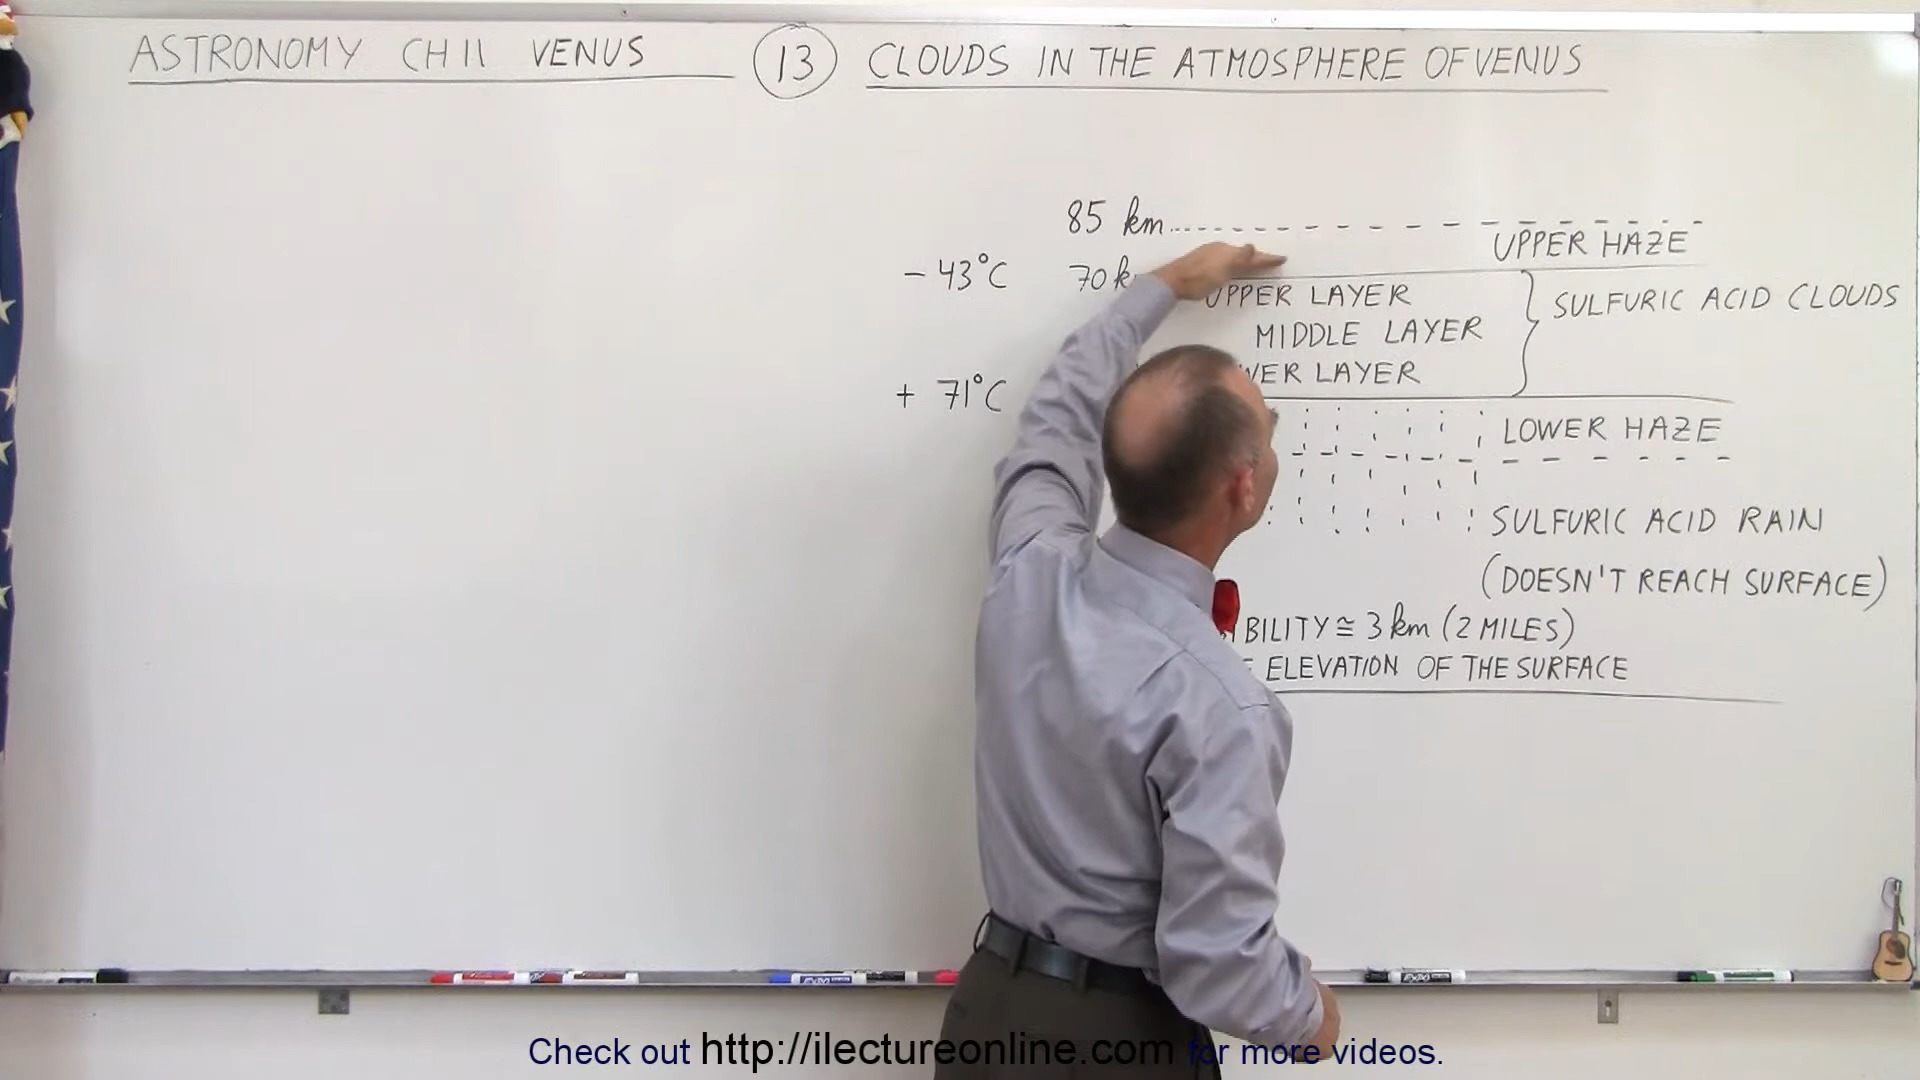 ASTRONOMY CH 11 VENUS
13 CLOUDS IN THE ATMOSPHERE OF VENUS
85 km
UPPER HAZE
- 43°C 70 k
UPPER LAYER
MIDDLE LAYER
WER LAYER
SULFURIC ACID CLOUDS
+ 71°C
LOWER HAZE
SULFURIC ACID RAIN
(DOESN'T REACH SURFACE)
BILITY ≅ 3 km (2 MILES)
ELEVATION OF THE SURFACE
Check out http://ilectureonline.com for more videos.